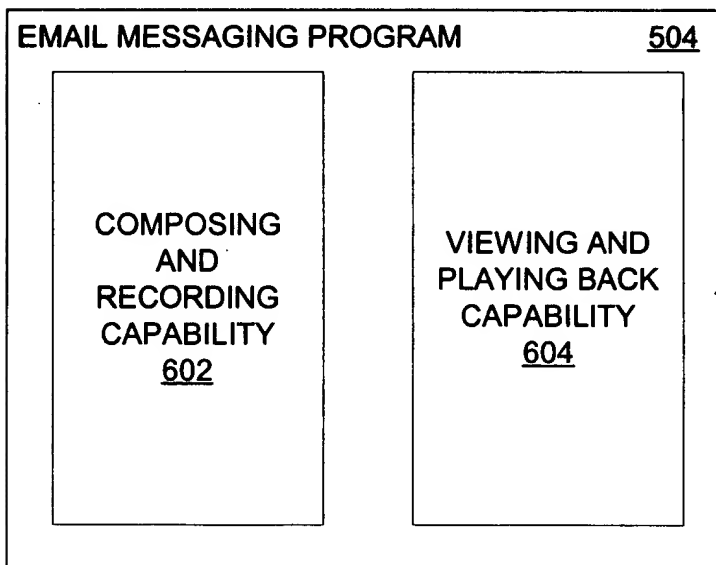 EMAIL MESSAGING PROGRAM 504
COMPOSING
AND
RECORDING
CAPABILITY
602
VIEWING AND
PLAYING BACK
CAPABILITY
604